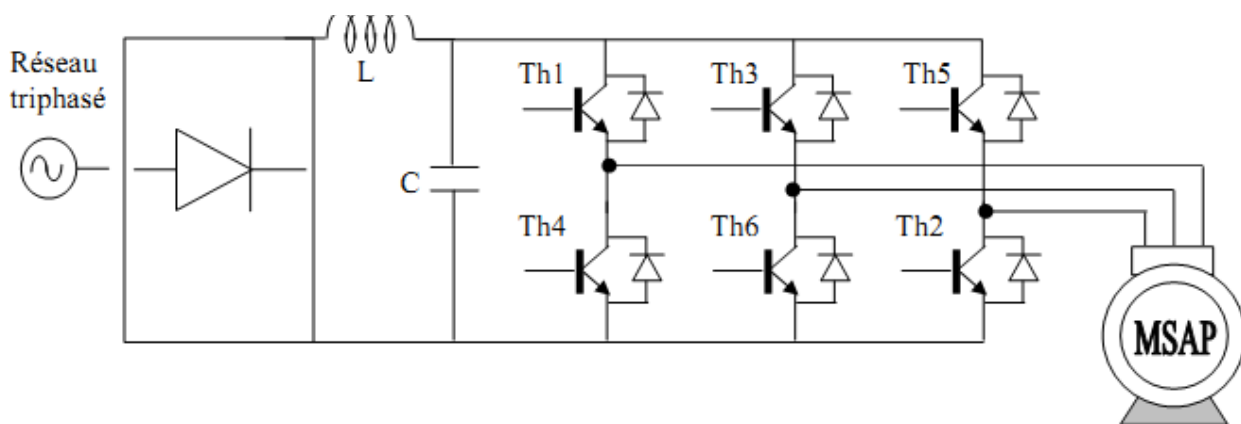 Réseau
triphasé
L
C
Th1
Th3
Th5
Th4
Th6
Th2
MSAP